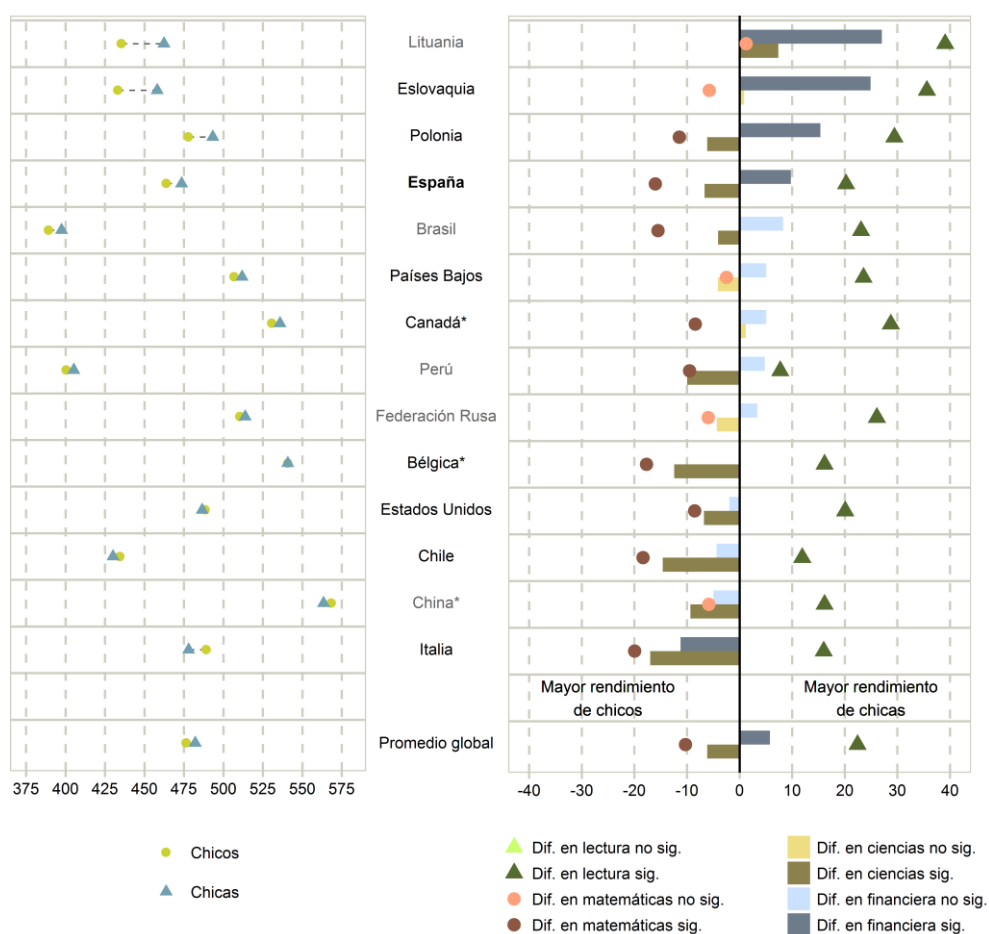 Lituania
Eslovaquia
Polonia
España
Brasil
Países Bajos
Canadá*
Perú
Federación Rusa
Bélgica*
Estados Unidos
Chile
China*
Italia
Mayor rendimiento
de chicos
Mayor rendimiento
de chicas
Promedio global
375 400 450 475 525 550 575
-40 -30 -20 -10 0 10 20 30 40
Chicos
Chicas
Dif. en lectura no sig.
Dif. en lectura sig.
Dif. en matemáticas no sig.
Dif. en matemáticas sig.
Dif. en ciencias no sig.
Dif. en ciencias sig.
Dif. en financiera no sig.
Dif. en financiera sig.